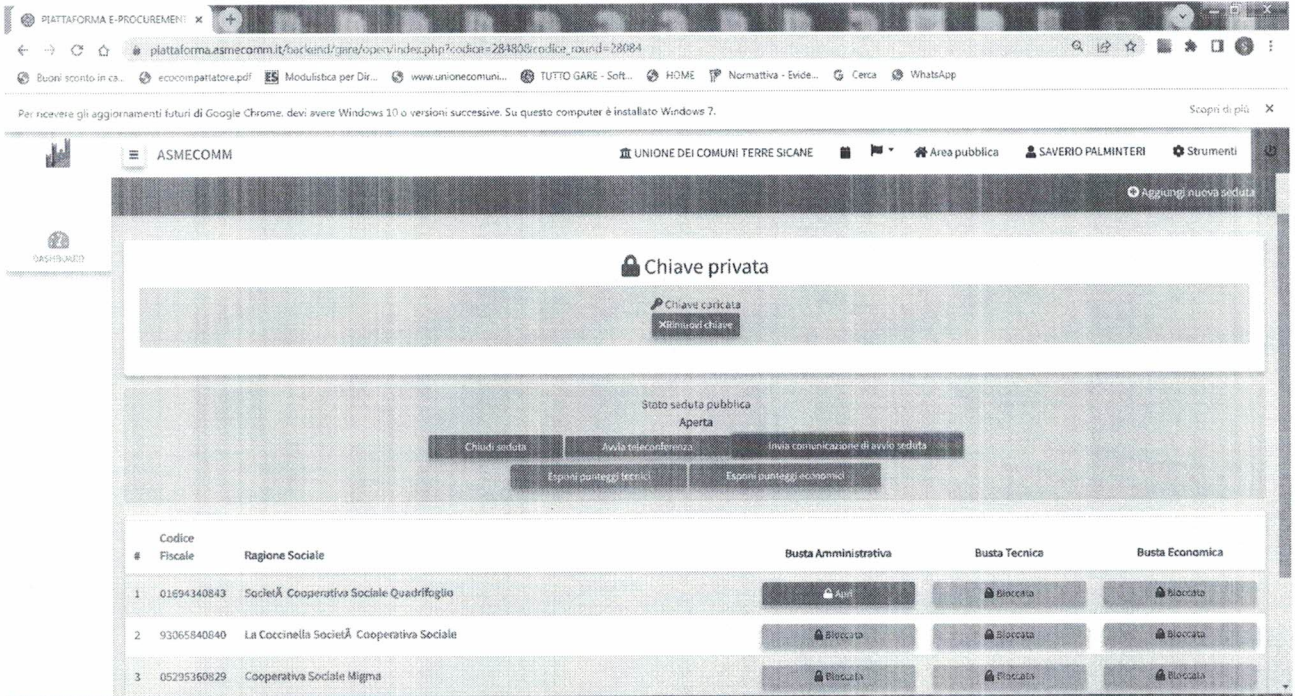 PIATTAFORMA E-PROCUREMENT
plattaforma.asmecomm.it/backend/gare/open/index.php?codice=28480&codice_round=28084
Buoni sconto in ca... ecocompattatore.pdf ES Modulistica per Dir... www.unionecomuni... TUTTO GARE - Soft... HOME Normattiva - Evide... Cerca WhatsApp
Per ricevere gli aggiornamenti futuri di Google Chrome, devi avere Windows 10 o versioni successive. Su questo computer è installato Windows 7. Scopri di più
ASMECOMM UNIONE DEI COMUNI TERRE SICANE Area pubblica SAVERIO PALMINTERI Strumenti
Aggiungi nuova seduta
DASHBOARD
Chiave privata
Chiave caricata
Rimuovi chiave
Stato seduta pubblica
Aperta
Chiudi seduta Avvia teleconferenza Invia comunicazione di avvio seduta
Esponi punteggi tecnici Esponi punteggi economici
# Codice Fiscale Ragione Sociale Busta Amministrativa Busta Tecnica Busta Economica
1 01694340843 SocietÃ Cooperativa Sociale Quadrifoglio Apri Bloccata Bloccata
2 93065840840 La Coccinella SocietÃ Cooperativa Sociale Bloccata Bloccata Bloccata
3 05295360829 Cooperativa Sociale Migma Bloccata Bloccata Bloccata